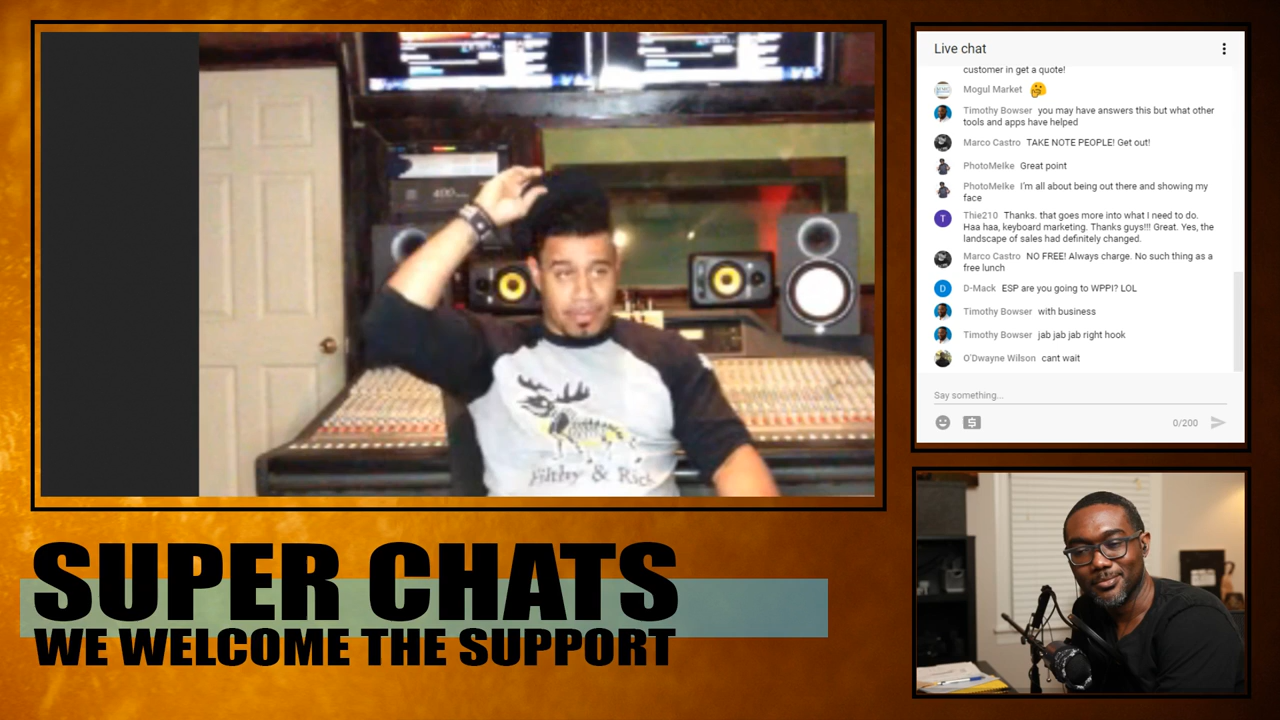 Live chat
customer in get a quote!
Mogul Market
Timothy Bowser you may have answers this but what other
tools and apps have helped
Marco Castro TAKE NOTE PEOPLE! Get out!
PhotoMelke Great point
PhotoMelke I'm all about being out there and showing my
face
T Thie210 Thanks. that goes more into what I need to do.
Haa haa, keyboard marketing. Thanks guys!!! Great. Yes, the
landscape of sales had definitely changed.
Marco Castro NO FREE! Always charge. No such thing as a
free lunch
D D-Mack ESP are you going to WPPI? LOL
Timothy Bowser with business
Timothy Bowser jab jab jab right hook
O'Dwayne Wilson cant wait
Say something...
0/200
400
Filthy & Rich
SUPER CHATS
WE WELCOME THE SUPPORT